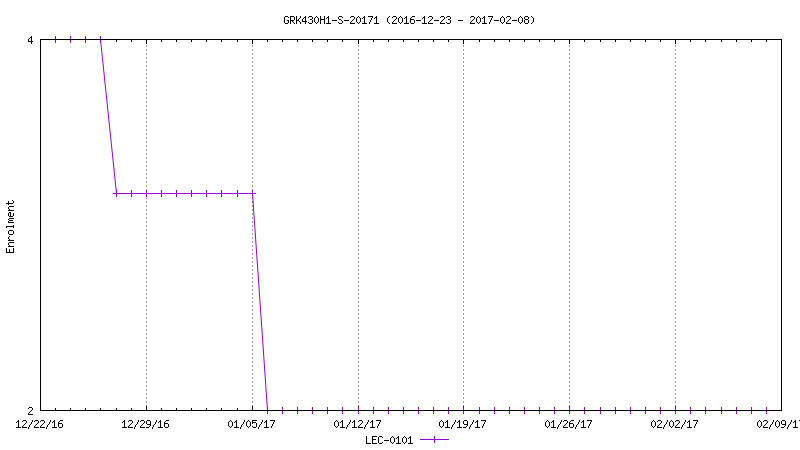 GRK430H1-S-20171 (2016-12-23 - 2017-02-08)
4
Enrolment
2
12/22/16 12/29/16 01/05/17 01/12/17 01/19/17 01/26/17 02/02/17 02/09/1
LEC-0101